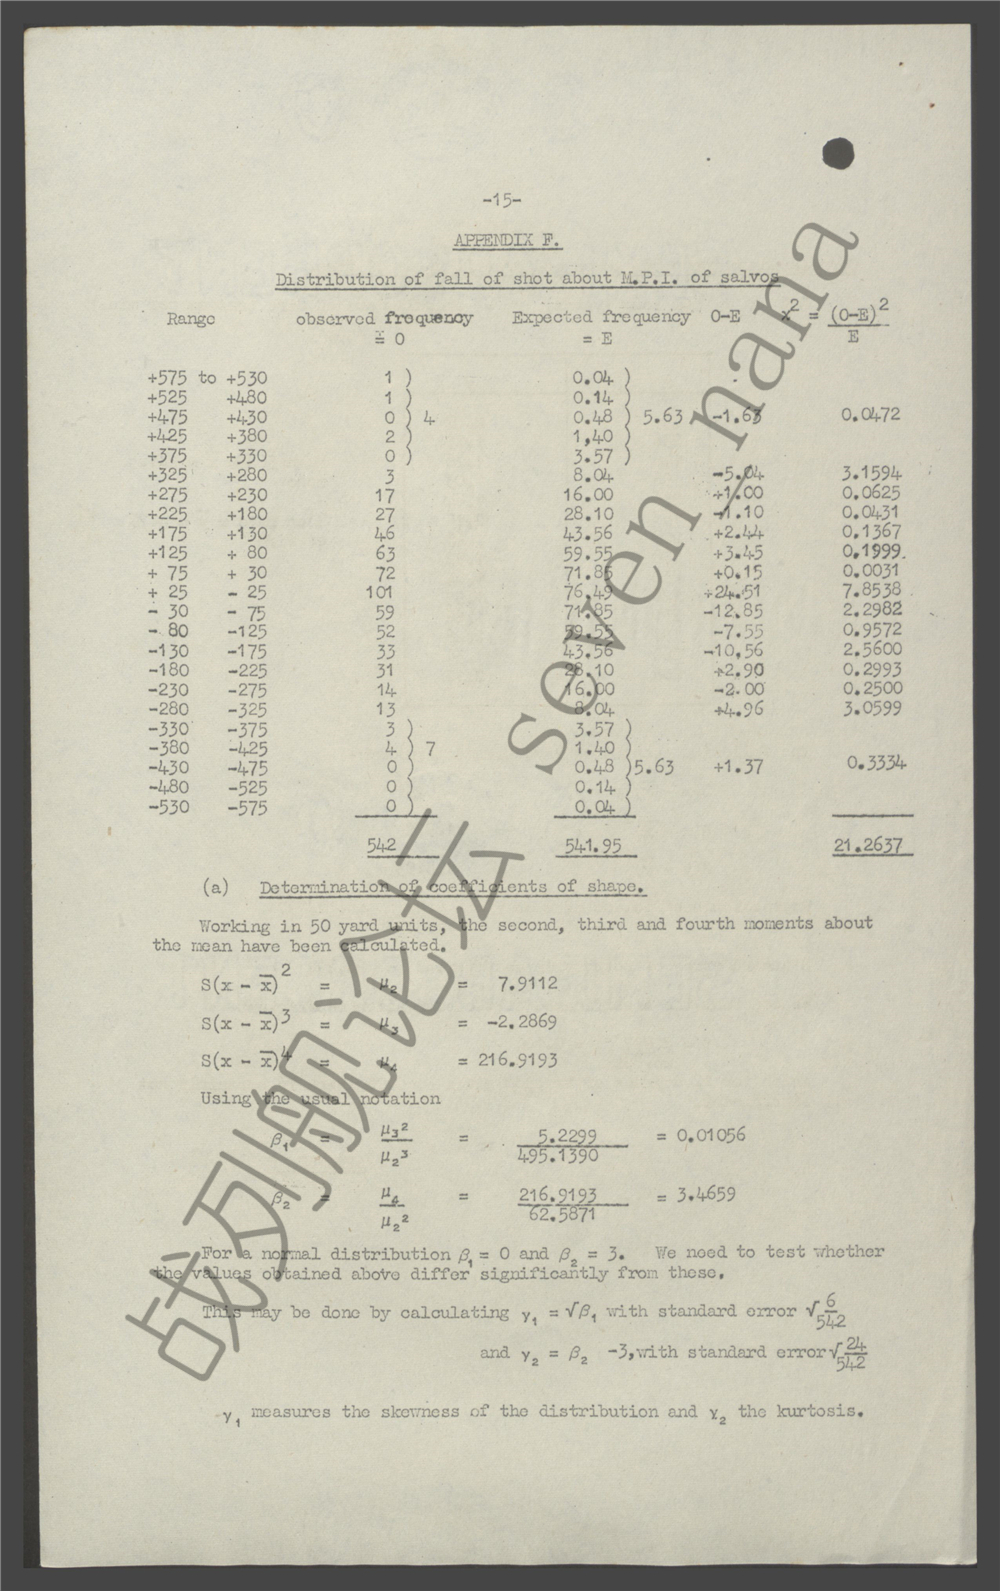 -15-
APPENDIX F.
Distribution of fall of shot about M.P.I. of salvos
Range observed frequency Expected frequency O-E x² = (O-E)²
= O = E E
+575 to +530 1 ) 0.04 )
+525 +480 1 ) 0.14 )
+475 +430 0 ) 4 0.48 ) 5.63 -1.63 0.0472
+425 +380 2 ) 1,40 )
+375 +330 0 ) 3.57 )
+325 +280 3 8.04 -5.04 3.1594
+275 +230 17 16.00 +1.00 0.0625
+225 +180 27 28.10 -1.10 0.0431
+175 +130 46 43.56 +2.44 0.1367
+125 + 80 63 59.55 +3.45 0.1999
+ 75 + 30 72 71.85 +0.15 0.0031
+ 25 - 25 101 76.49 +24.51 7.8538
- 30 - 75 59 71.85 -12.85 2.2982
- 80 -125 52 59.55 -7.55 0.9572
-130 -175 33 43.56 -10,56 2.5600
-180 -225 31 28.10 +2.90 0.2993
-230 -275 14 16.00 -2.00 0.2500
-280 -325 13 8.04 +4.96 3.0599
-330 -375 3 ) 3.57 )
-380 -425 4 ) 7 1.40 )
-430 -475 0 ) 0.48 ) 5.63 +1.37 0.3334
-480 -525 0 ) 0.14 )
-530 -575 0 ) 0.04 )
542 541.95 21.2637
(a) Determination of coefficients of shape.
Working in 50 yard units, the second, third and fourth moments about
the mean have been calculated.
S(x - x̄)² = μ₂ = 7.9112
S(x - x̄)³ = μ₃ = -2.2869
S(x - x̄)⁴ = μ₄ = 216.9193
Using the usual notation
β₁ = μ₃²/μ₂³ = 5.2299/495.1390 = 0.01056
β₂ = μ₄/μ₂² = 216.9193/62.5871 = 3.4659
For a normal distribution β₁ = 0 and β₂ = 3. We need to test whether
the values obtained above differ significantly from these.
This may be done by calculating γ₁ = √β₁ with standard error √6/542
and γ₂ = β₂ -3, with standard error √24/542
γ₁ measures the skewness of the distribution and γ₂ the kurtosis.
战列舰论坛 seven_nana